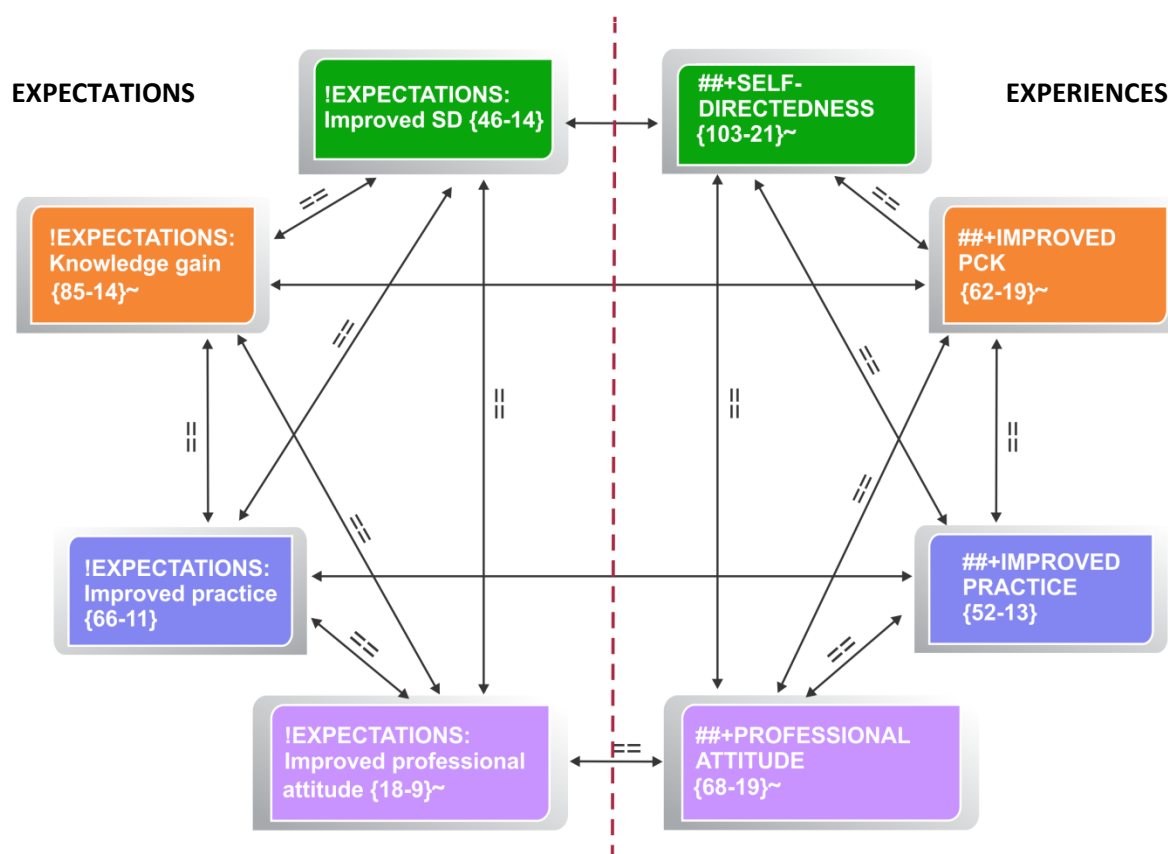 EXPECTATIONS
EXPERIENCES
!EXPECTATIONS:
Improved SD {46-14}
##+SELF-
DIRECTEDNESS
{103-21}~
==
==
!EXPECTATIONS:
Knowledge gain
{85-14}~
##+IMPROVED
PCK
{62-19}~
==
==
==
==
==
==
==
==
!EXPECTATIONS:
Improved practice
{66-11}
##+IMPROVED
PRACTICE
{52-13}
==
==
!EXPECTATIONS:
Improved professional
attitude {18-9}~
==
##+PROFESSIONAL
ATTITUDE
{68-19}~